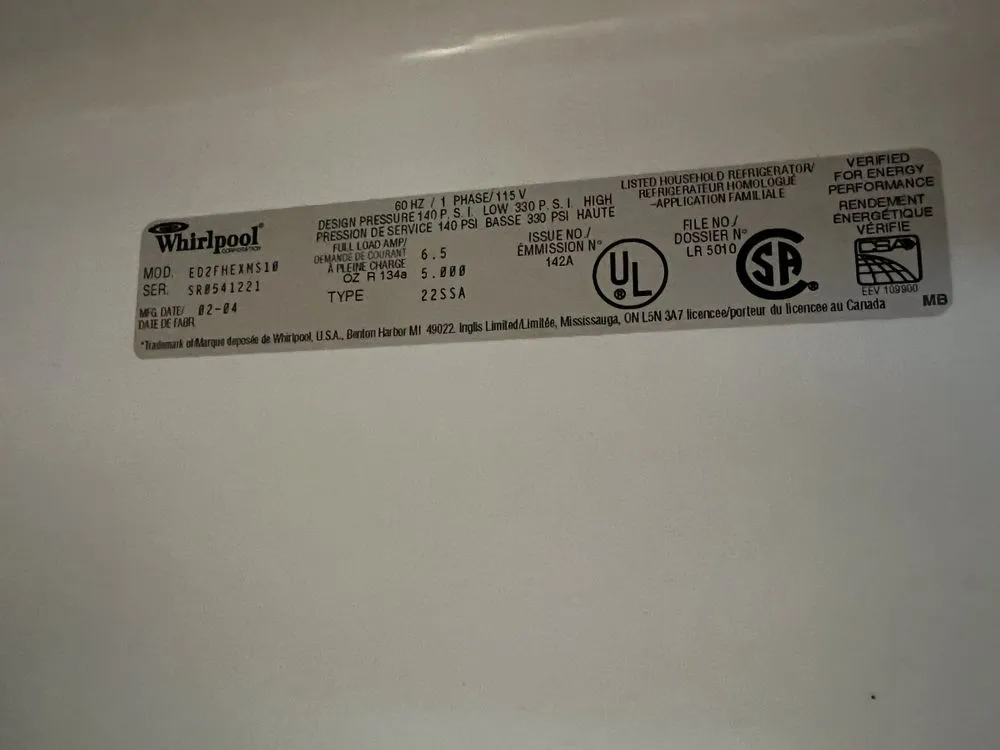 Whirlpool®
CORPORATION
MOD. ED2FHEXMS10
SER. SR0541221
MFG. DATE/ 02-04
DATE DE FABR.
60 HZ / 1 PHASE/115 V
DESIGN PRESSURE 140 P. S. I. LOW 330 P. S. I. HIGH
PRESSION DE SERVICE 140 PSI BASSE 330 PSI HAUTE
FULL LOAD AMP/
DEMANDE DE COURANT 6.5
A PLEINE CHARGE
OZ R 134a 5.000
TYPE 22SSA
ISSUE NO./
ÉMMISSION N°
142A
UL
®
LISTED HOUSEHOLD REFRIGERATOR/
REFRIGERATEUR HOMOLOGUÉ
-APPLICATION FAMILIALE
FILE NO./
DOSSIER N°
LR 5010
SA®
VERIFIED
FOR ENERGY
PERFORMANCE
RENDEMENT
ÉNERGÉTIQUE
VÉRIFIÉ
CSA
EEV 109900
MB
*Trademark of/Marque deposée de Whirlpool, U.S.A., Benton Harbor MI 49022. Inglis Limited/Limitée, Mississauga, ON L5N 3A7 licencee/porteur du licencee au Canada